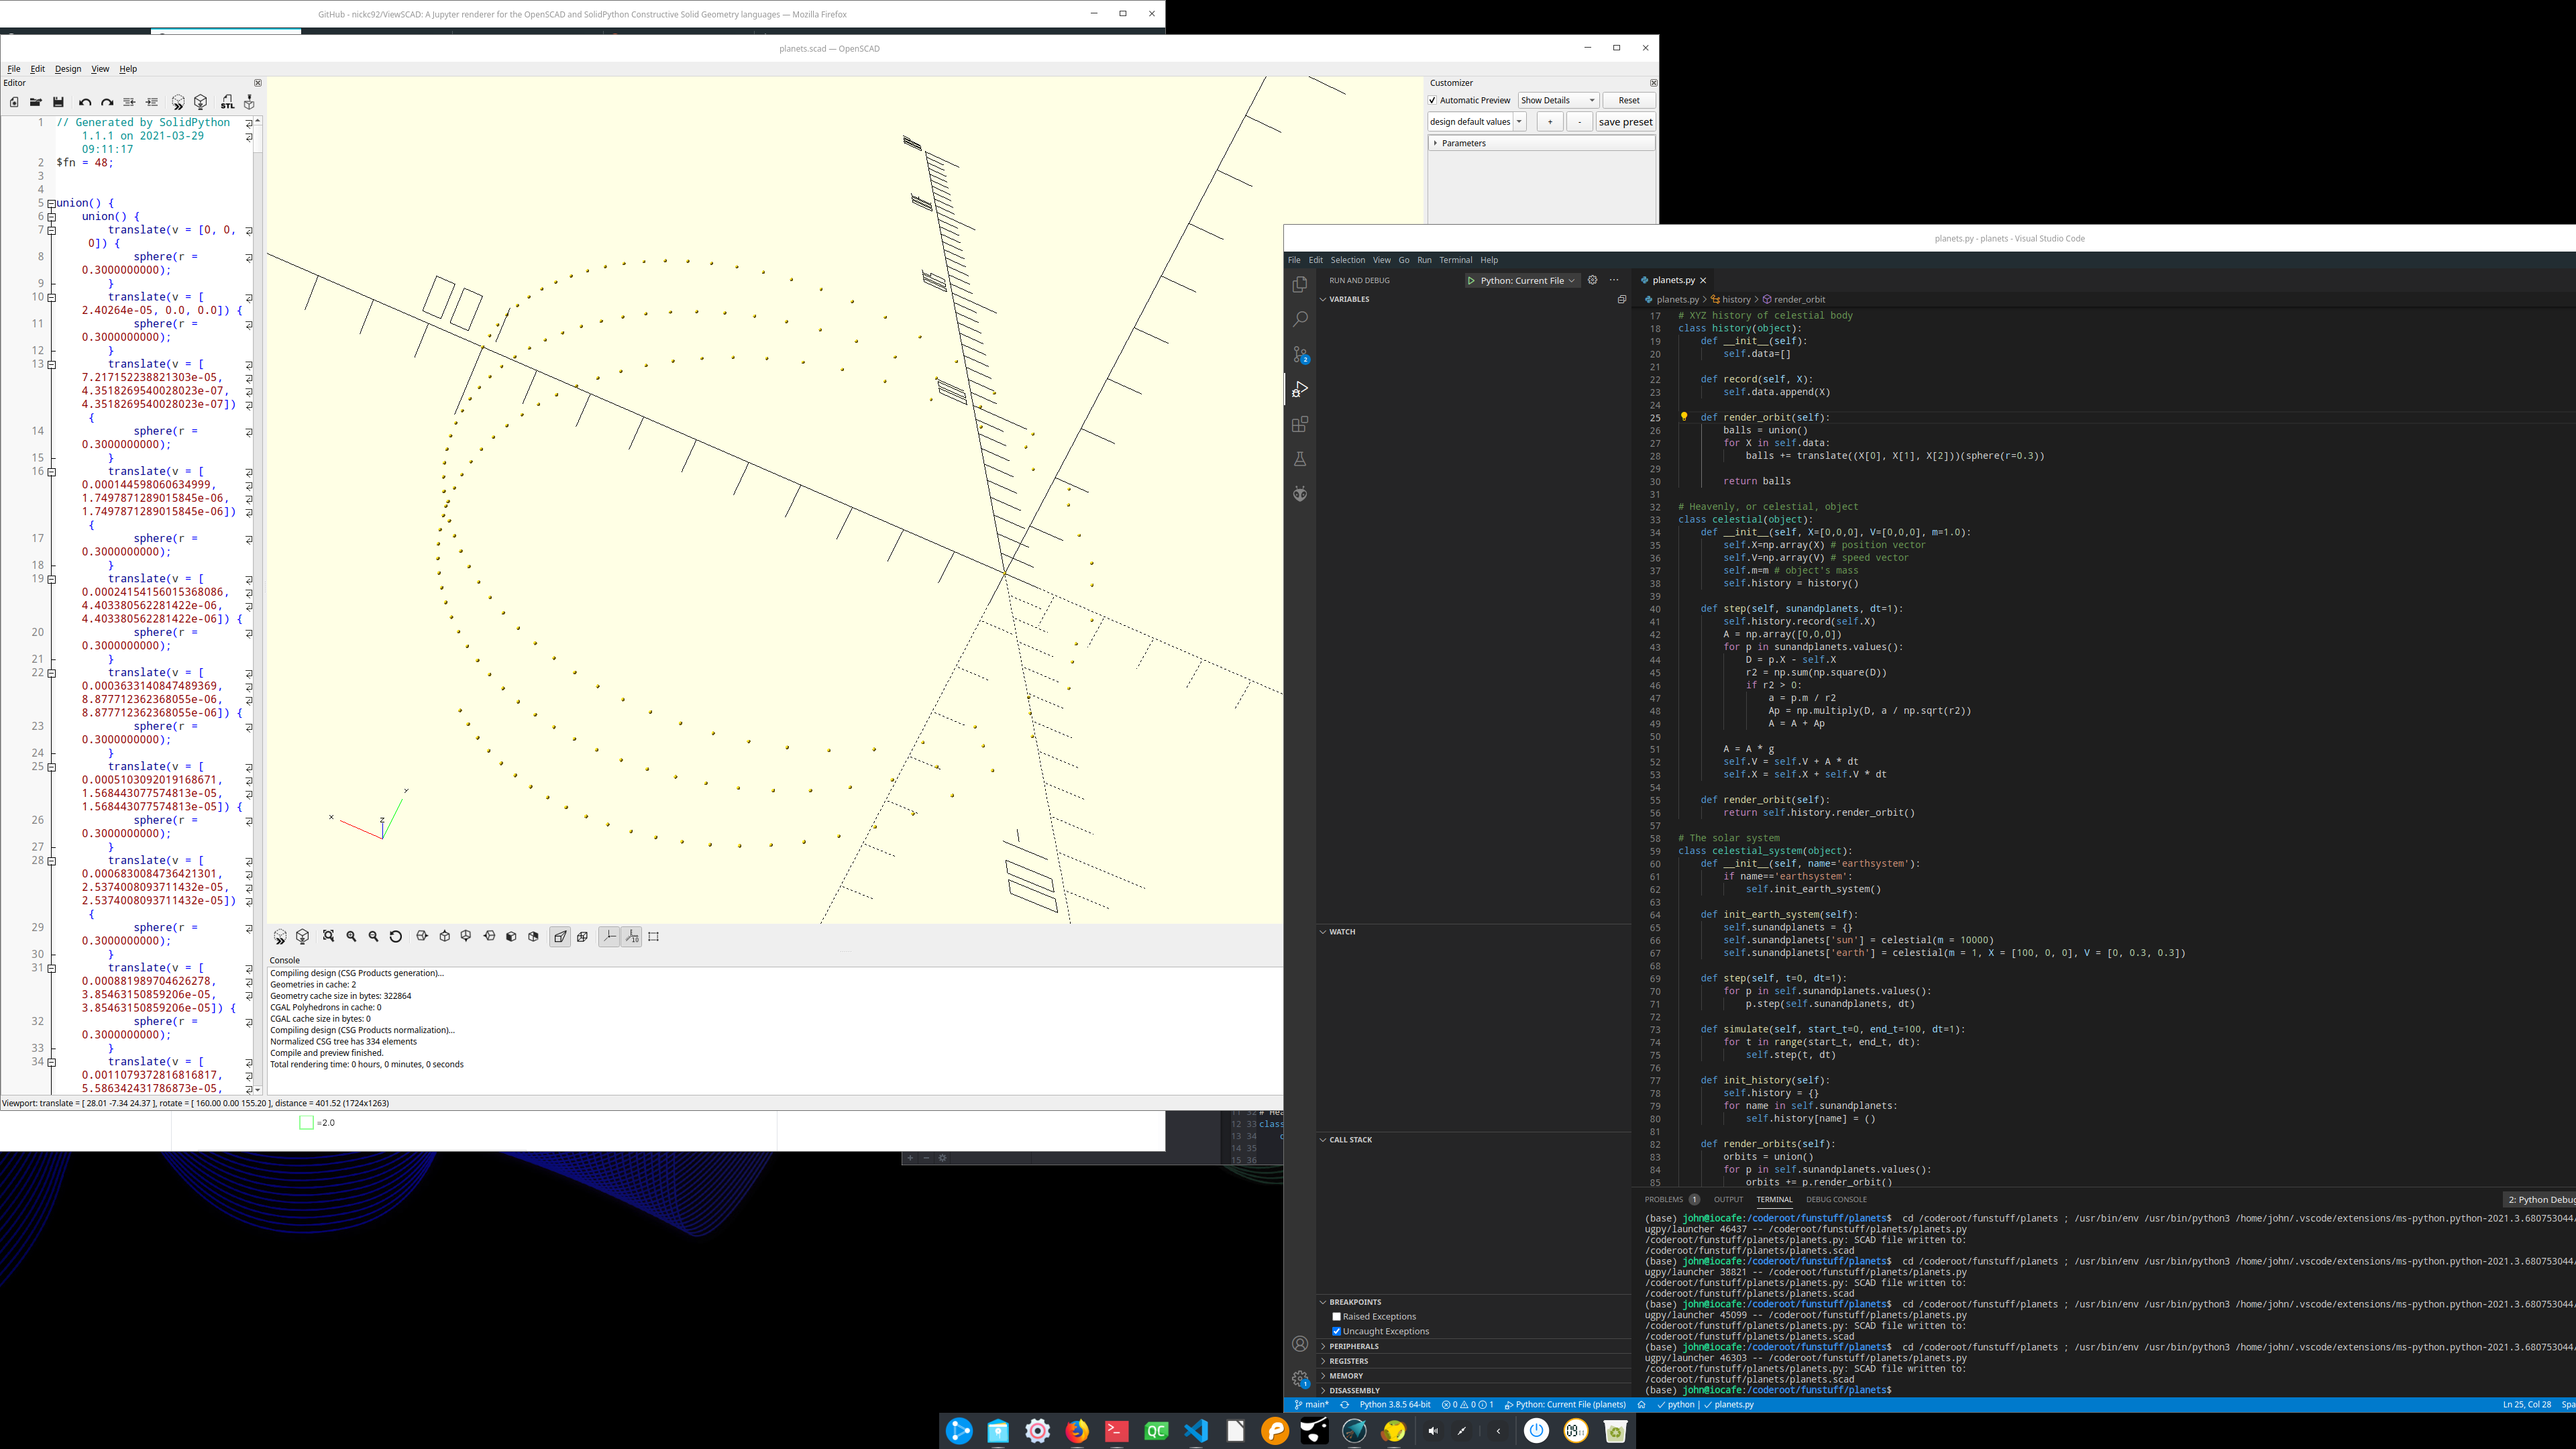 GitHub - nickc92/ViewSCAD: A Jupyter renderer for the OpenSCAD and SolidPython Constructive Solid Geometry languages — Mozilla Firefox
planets.scad — OpenSCAD
File Edit Design View Help
Editor
STL
1 // Generated by SolidPython
1.1.1 on 2021-03-29
09:11:17
2 $fn = 48;
3
4
5 union() {
6 union() {
7 translate(v = [0, 0,
0]) {
8 sphere(r =
0.3000000000);
9 }
10 translate(v = [
2.40264e-05, 0.0, 0.0]) {
11 sphere(r =
0.3000000000);
12 }
13 translate(v = [
7.217152238821303e-05,
4.3518269540028023e-07,
4.3518269540028023e-07])
{
14 sphere(r =
0.3000000000);
15 }
16 translate(v = [
0.000144598060634999,
1.7497871289015845e-06,
1.7497871289015845e-06])
{
17 sphere(r =
0.3000000000);
18 }
19 translate(v = [
0.00024154156015368086,
4.403380562281422e-06,
4.403380562281422e-06]) {
20 sphere(r =
0.3000000000);
21 }
22 translate(v = [
0.0003633140847489369,
8.877712362368055e-06,
8.877712362368055e-06]) {
23 sphere(r =
0.3000000000);
24 }
25 translate(v = [
0.0005103092019168671,
1.568443077574813e-05,
1.568443077574813e-05]) {
26 sphere(r =
0.3000000000);
27 }
28 translate(v = [
0.0006830084736421301,
2.5374008093711432e-05,
2.5374008093711432e-05])
{
29 sphere(r =
0.3000000000);
30 }
31 translate(v = [
0.000881989704626278,
3.85463150859206e-05,
3.85463150859206e-05]) {
32 sphere(r =
0.3000000000);
33 }
34 translate(v = [
0.0011079372816816817,
5.586342431786873e-05,
x
Y
Z
Console
Compiling design (CSG Products generation)...
Geometries in cache: 2
Geometry cache size in bytes: 322864
CGAL Polyhedrons in cache: 0
CGAL cache size in bytes: 0
Compiling design (CSG Products normalization)...
Normalized CSG tree has 334 elements
Compile and preview finished.
Total rendering time: 0 hours, 0 minutes, 0 seconds
Viewport: translate = [ 28.01 -7.34 24.37 ], rotate = [ 160.00 0.00 155.20 ], distance = 401.52 (1724x1263)
=2.0
Customizer
Automatic Preview Show Details Reset
design default values + - save preset
Parameters
planets.py - planets - Visual Studio Code
File Edit Selection View Go Run Terminal Help
RUN AND DEBUG Python: Current File
VARIABLES
WATCH
CALL STACK
BREAKPOINTS
Raised Exceptions
Uncaught Exceptions
PERIPHERALS
REGISTERS
MEMORY
DISASSEMBLY
planets.py
planets.py > history > render_orbit
17 # XYZ history of celestial body
18 class history(object):
19 def __init__(self):
20 self.data=[]
21
22 def record(self, X):
23 self.data.append(X)
24
25 def render_orbit(self):
26 balls = union()
27 for X in self.data:
28 balls += translate((X[0], X[1], X[2]))(sphere(r=0.3))
29
30 return balls
31
32 # Heavenly, or celestial, object
33 class celestial(object):
34 def __init__(self, X=[0,0,0], V=[0,0,0], m=1.0):
35 self.X=np.array(X) # position vector
36 self.V=np.array(V) # speed vector
37 self.m=m # object's mass
38 self.history = history()
39
40 def step(self, sunandplanets, dt=1):
41 self.history.record(self.X)
42 A = np.array([0,0,0])
43 for p in sunandplanets.values():
44 D = p.X - self.X
45 r2 = np.sum(np.square(D))
46 if r2 > 0:
47 a = p.m / r2
48 Ap = np.multiply(D, a / np.sqrt(r2))
49 A = A + Ap
50
51 A = A * g
52 self.V = self.V + A * dt
53 self.X = self.X + self.V * dt
54
55 def render_orbit(self):
56 return self.history.render_orbit()
57
58 # The solar system
59 class celestial_system(object):
60 def __init__(self, name='earthsystem'):
61 if name=='earthsystem':
62 self.init_earth_system()
63
64 def init_earth_system(self):
65 self.sunandplanets = {}
66 self.sunandplanets['sun'] = celestial(m = 10000)
67 self.sunandplanets['earth'] = celestial(m = 1, X = [100, 0, 0], V = [0, 0.3, 0.3])
68
69 def step(self, t=0, dt=1):
70 for p in self.sunandplanets.values():
71 p.step(self.sunandplanets, dt)
72
73 def simulate(self, start_t=0, end_t=100, dt=1):
74 for t in range(start_t, end_t, dt):
75 self.step(t, dt)
76
77 def init_history(self):
78 self.history = {}
79 for name in self.sunandplanets:
80 self.history[name] = ()
81
82 def render_orbits(self):
83 orbits = union()
84 for p in self.sunandplanets.values():
85 orbits += p.render_orbit()
PROBLEMS 1 OUTPUT TERMINAL DEBUG CONSOLE 2: Python Debug
(base) john@iocafe:/coderoot/funstuff/planets$ cd /coderoot/funstuff/planets ; /usr/bin/env /usr/bin/python3 /home/john/.vscode/extensions/ms-python.python-2021.3.680753044/
ugpy/launcher 46437 -- /coderoot/funstuff/planets/planets.py
/coderoot/funstuff/planets/planets.py: SCAD file written to:
/coderoot/funstuff/planets/planets.scad
(base) john@iocafe:/coderoot/funstuff/planets$ cd /coderoot/funstuff/planets ; /usr/bin/env /usr/bin/python3 /home/john/.vscode/extensions/ms-python.python-2021.3.680753044/
ugpy/launcher 38821 -- /coderoot/funstuff/planets/planets.py
/coderoot/funstuff/planets/planets.py: SCAD file written to:
/coderoot/funstuff/planets/planets.scad
(base) john@iocafe:/coderoot/funstuff/planets$ cd /coderoot/funstuff/planets ; /usr/bin/env /usr/bin/python3 /home/john/.vscode/extensions/ms-python.python-2021.3.680753044/
ugpy/launcher 45099 -- /coderoot/funstuff/planets/planets.py
/coderoot/funstuff/planets/planets.py: SCAD file written to:
/coderoot/funstuff/planets/planets.scad
(base) john@iocafe:/coderoot/funstuff/planets$ cd /coderoot/funstuff/planets ; /usr/bin/env /usr/bin/python3 /home/john/.vscode/extensions/ms-python.python-2021.3.680753044/
ugpy/launcher 46303 -- /coderoot/funstuff/planets/planets.py
/coderoot/funstuff/planets/planets.py: SCAD file written to:
/coderoot/funstuff/planets/planets.scad
(base) john@iocafe:/coderoot/funstuff/planets$
main* Python 3.8.5 64-bit 0 0 1 Python: Current File (planets) python | planets.py Ln 25, Col 28
12 33 class
13 34
14 35
15 36
QC